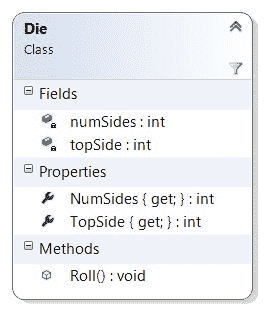 Die
Class
Fields
numSides : int
topSide : int
Properties
NumSides { get; } : int
TopSide { get; } : int
Methods
Roll() : void